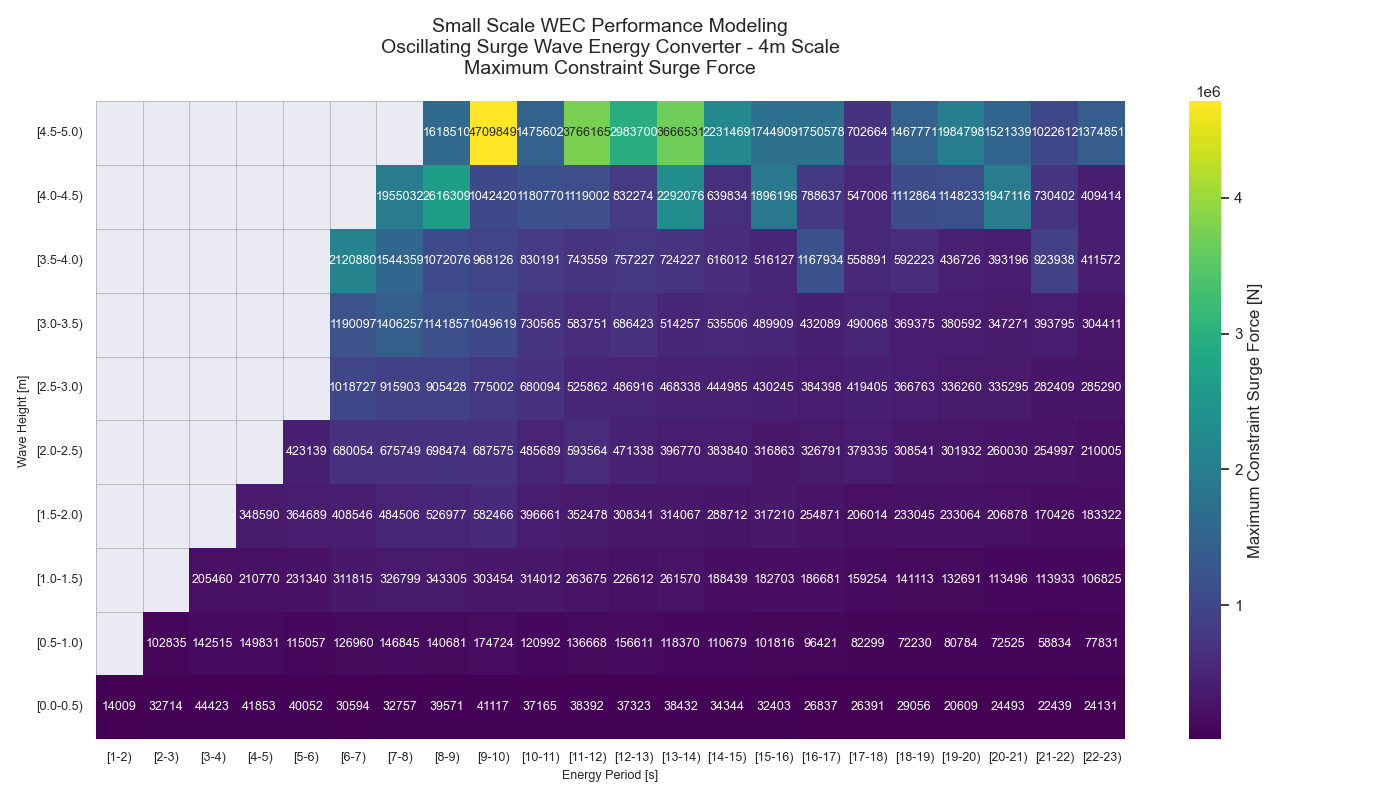 Small Scale WEC Performance Modeling
Oscillating Surge Wave Energy Converter - 4m Scale
Maximum Constraint Surge Force
1e6
[4.5-5.0) 1618510 4709849 1475602 3766165 2983700 3666531 2231469 1744909 1750578 702664 1467771 1984798 1521339 1022612 1374851
[4.0-4.5) 1955032 2616309 1042420 1180770 1119002 832274 2292076 639834 1896196 788637 547006 1112864 1148233 1947116 730402 409414
[3.5-4.0) 2120880 1544359 1072076 968126 830191 743559 757227 724227 616012 516127 1167934 558891 592223 436726 393196 923938 411572
[3.0-3.5) 1190097 1406257 1141857 1049619 730565 583751 686423 514257 535506 489909 432089 490068 369375 380592 347271 393795 304411
[2.5-3.0) 1018727 915903 905428 775002 680094 525862 486916 468338 444985 430245 384398 419405 366763 336260 335295 282409 285290
[2.0-2.5) 423139 680054 675749 698474 687575 485689 593564 471338 396770 383840 316863 326791 379335 308541 301932 260030 254997 210005
[1.5-2.0) 348590 364689 408546 484506 526977 582466 396661 352478 308341 314067 288712 317210 254871 206014 233045 233064 206878 170426 183322
[1.0-1.5) 205460 210770 231340 311815 326799 343305 303454 314012 263675 226612 261570 188439 182703 186681 159254 141113 132691 113496 113933 106825
[0.5-1.0) 102835 142515 149831 115057 126960 146845 140681 174724 120992 136668 156611 118370 110679 101816 96421 82299 72230 80784 72525 58834 77831
[0.0-0.5) 14009 32714 44423 41853 40052 30594 32757 39571 41117 37165 38392 37323 38432 34344 32403 26837 26391 29056 20609 24493 22439 24131
[1-2) [2-3) [3-4) [4-5) [5-6) [6-7) [7-8) [8-9) [9-10) [10-11) [11-12) [12-13) [13-14) [14-15) [15-16) [16-17) [17-18) [18-19) [19-20) [20-21) [21-22) [22-23)
Energy Period [s]
Wave Height [m]
4
3
2
1
Maximum Constraint Surge Force [N]